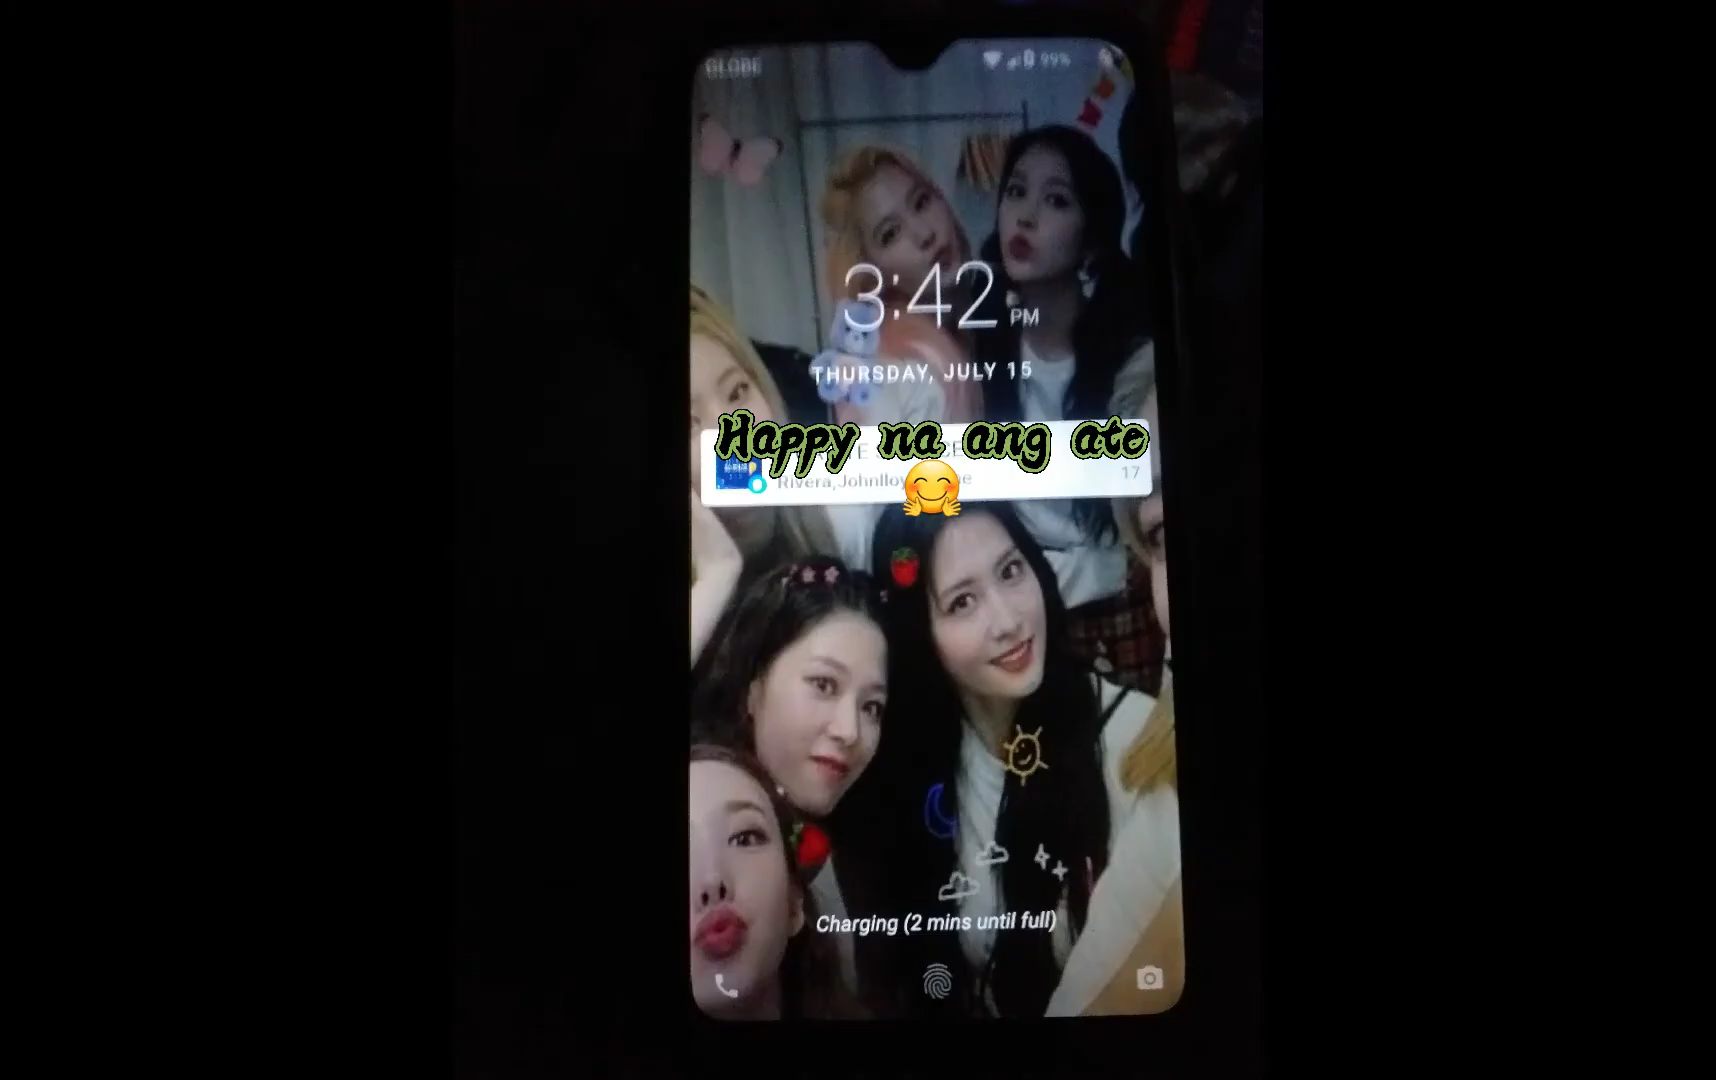 GLOBE
99%
3:42 PM
THURSDAY, JULY 15
Happy na ang ate
17
Charging (2 mins until full)